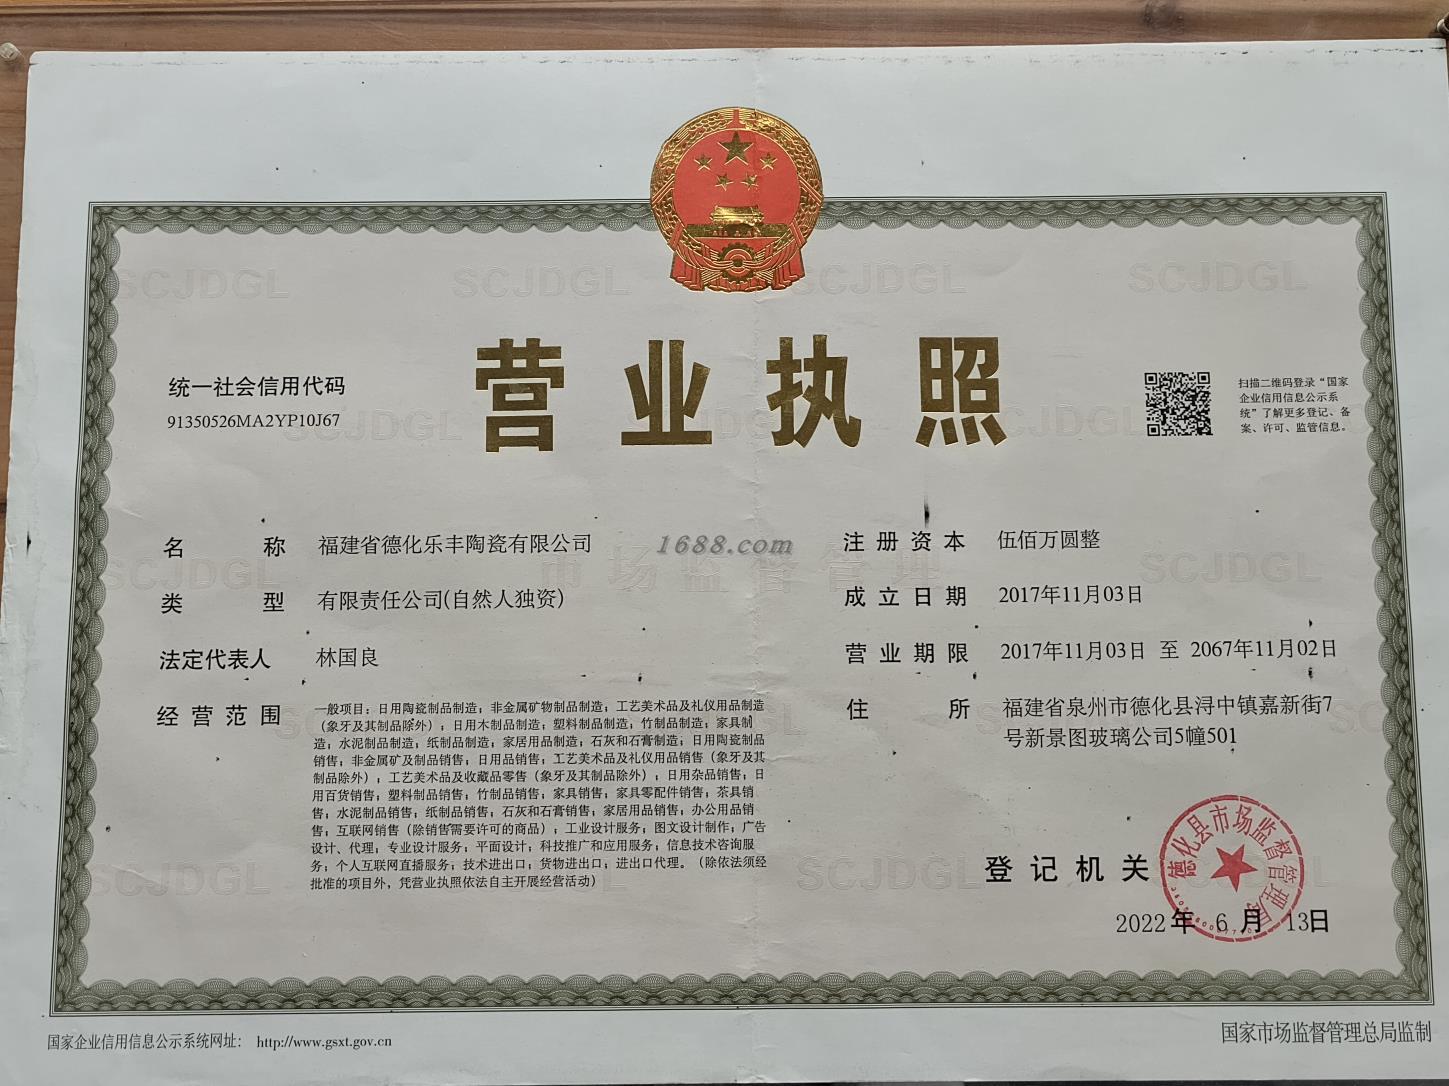 SCJDGL SCJDGL SCJDGL SCJDGL
营业执照
统一社会信用代码
91350526MA2YP10J67
扫描二维码登录“国家
企业信用信息公示系
统”了解更多登记、备
案、许可、监管信息。
SCJDGL SCJDGL SCJDGL
名称 福建省德化乐丰陶瓷有限公司
类型 有限责任公司(自然人独资)
法定代表人 林国良
经营范围 一般项目：日用陶瓷制品制造；非金属矿物制品制造；工艺美术品及礼仪用品制造
（象牙及其制品除外）；日用木制品制造；塑料制品制造；竹制品制造；家具制
造；水泥制品制造；纸制品制造；家居用品制造；石灰和石膏制造；日用陶瓷制品
销售；非金属矿及制品销售；日用品销售；工艺美术品及礼仪用品销售（象牙及其
制品除外）；工艺美术品及收藏品零售（象牙及其制品除外）；日用杂品销售；日
用百货销售；塑料制品销售；竹制品销售；家具销售；家具零配件销售；茶具销
售；水泥制品销售；纸制品销售；石灰和石膏销售；家居用品销售；办公用品销
售；互联网销售（除销售需要许可的商品）；工业设计服务；图文设计制作；广告
设计、代理；专业设计服务；平面设计；科技推广和应用服务；信息技术咨询服
务；个人互联网直播服务；技术进出口；货物进出口；进出口代理。（除依法须经
批准的项目外，凭营业执照依法自主开展经营活动）
1688.com
市场监督管理
SCJDGL SCJDGL
注册资本 伍佰万圆整
成立日期 2017年11月03日
营业期限 2017年11月03日 至 2067年11月02日
住所 福建省泉州市德化县浔中镇嘉新街7
号新景图玻璃公司5幢501
SCJDGL SCJDGL
登记机关
德化县市场监督管理局
2022年 6 月 13日
国家企业信用信息公示系统网址： http://www.gsxt.gov.cn
国家市场监督管理总局监制